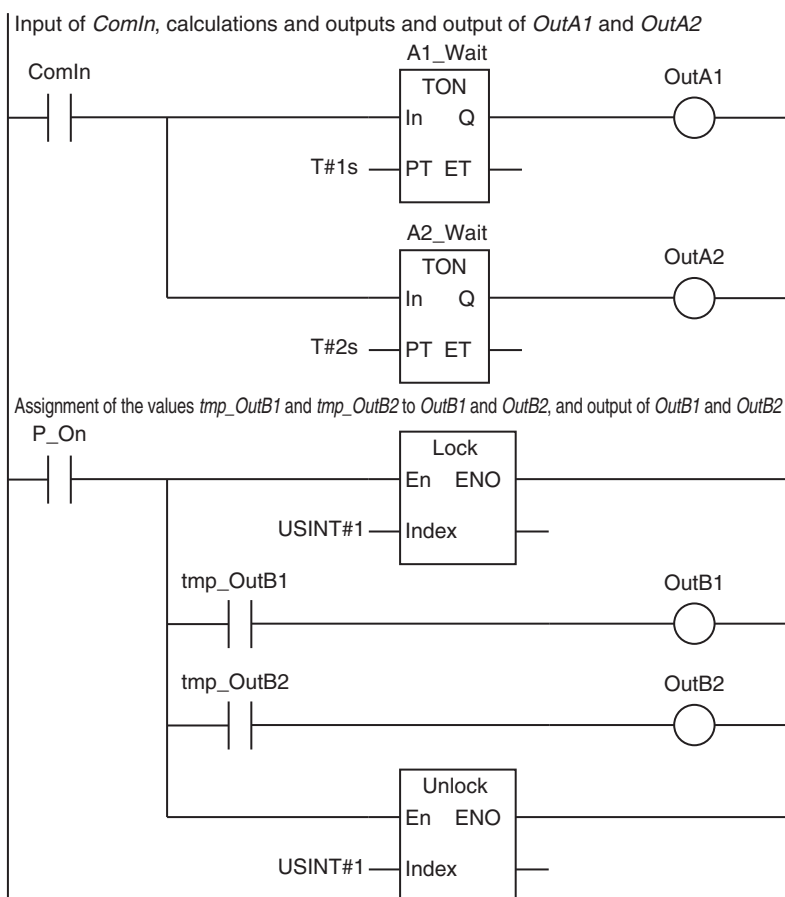 Input of ComIn, calculations and outputs and output of OutA1 and OutA2
A1_Wait
ComIn
TON
OutA1
In Q
T#1s PT ET
A2_Wait
TON
OutA2
In Q
T#2s PT ET
Assignment of the values tmp_OutB1 and tmp_OutB2 to OutB1 and OutB2, and output of OutB1 and OutB2
P_On
Lock
En ENO
USINT#1 Index
tmp_OutB1 OutB1
tmp_OutB2 OutB2
Unlock
En ENO
USINT#1 Index